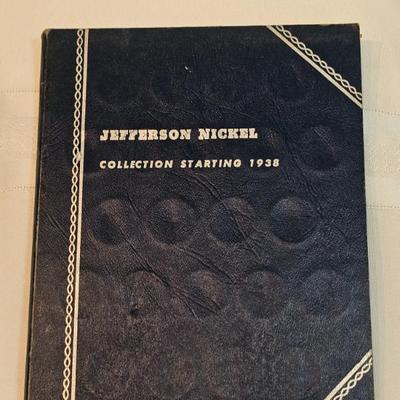 JEFFERSON NICKEL
COLLECTION STARTING 1938